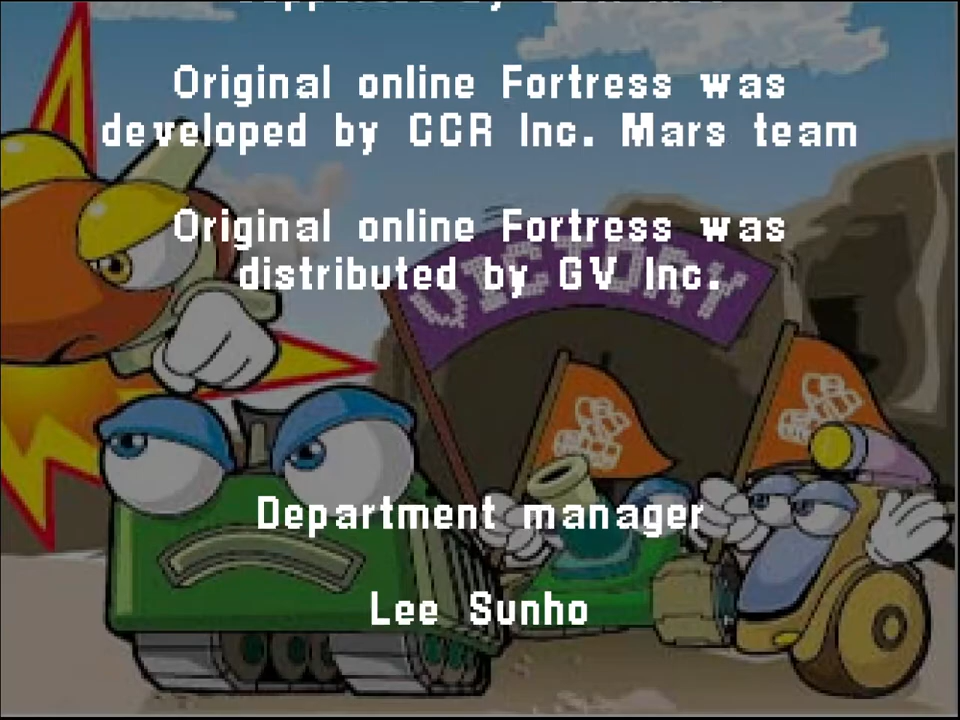 Original online Fortress was
developed by CCR Inc. Mars team
Original online Fortress was
distributed by GV Inc.
VICTORY
Department manager
Lee Sunho